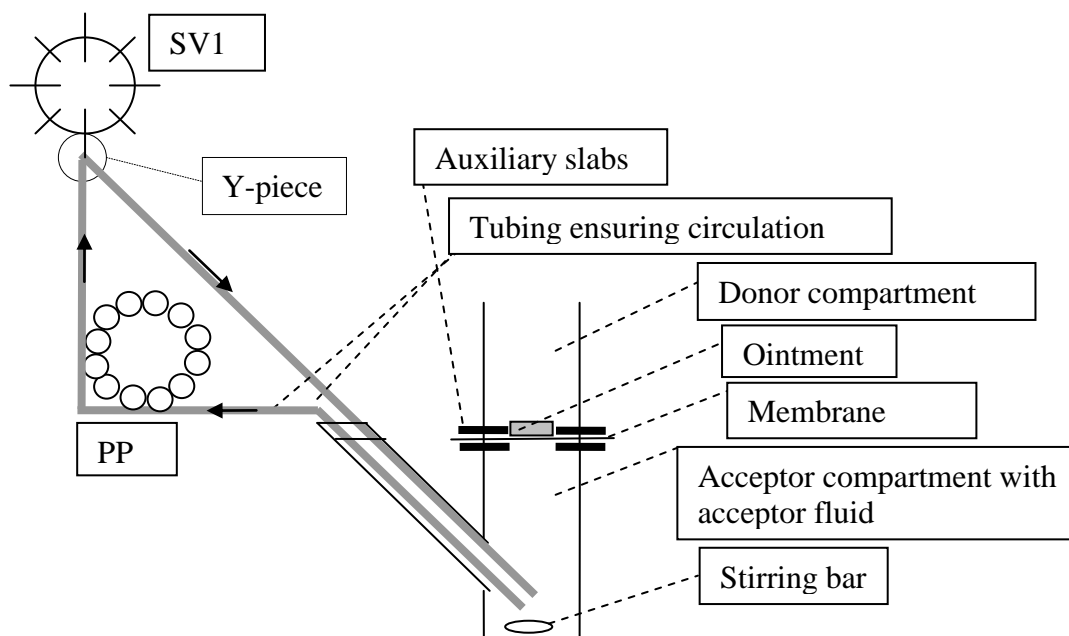 SV1
Y-piece
Auxiliary slabs
Tubing ensuring circulation
Donor compartment
Ointment
Membrane
PP
Acceptor compartment with
acceptor fluid
Stirring bar